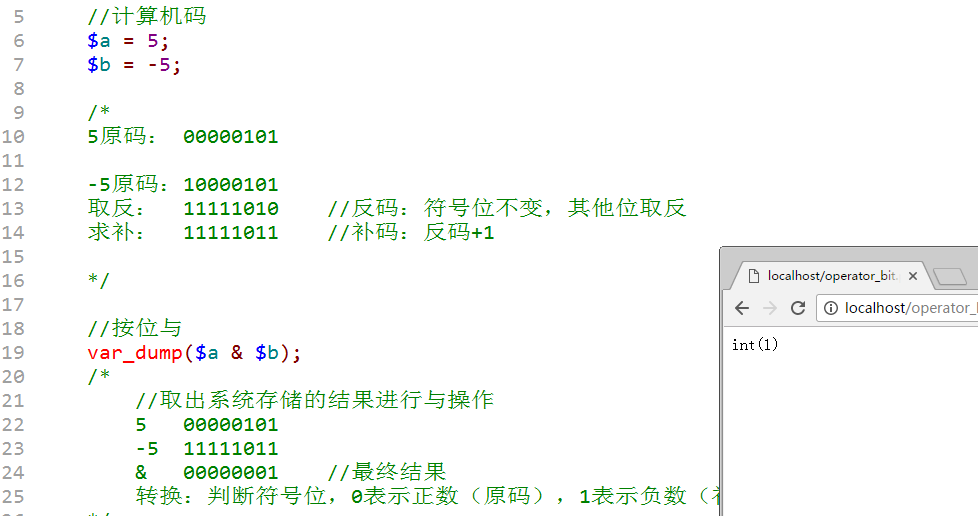 5 //计算机码
6 $a = 5;
7 $b = -5;
8
9 /*
10 5原码： 00000101
11
12 -5原码：10000101
13 取反： 11111010 //反码：符号位不变，其他位取反
14 求补： 11111011 //补码：反码+1
15
16 */
17
18 //按位与
19 var_dump($a & $b);
20 /*
21 //取出系统存储的结果进行与操作
22 5 00000101
23 -5 11111011
24 & 00000001 //最终结果
25 转换：判断符号位，0表示正数（原码），1表示负数（
26
localhost/operator_bit.
localhost/operator_
int(1)